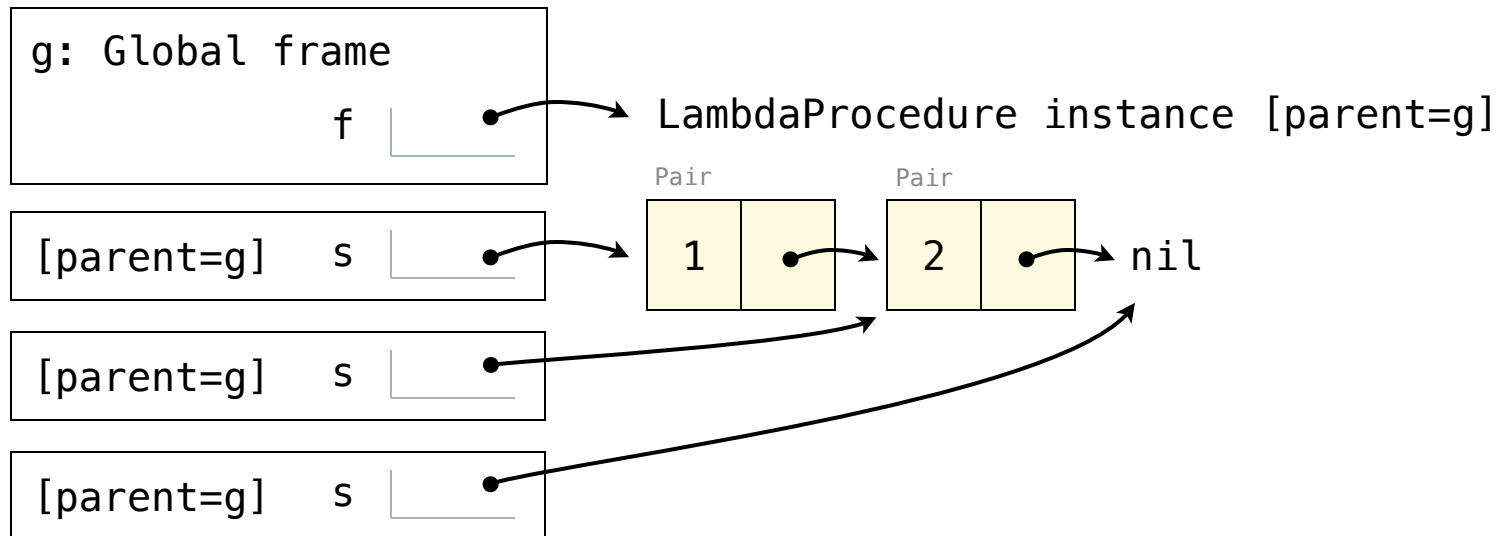 g: Global frame
f
LambdaProcedure instance [parent=g]
Pair
Pair
[parent=g] s
1
2
nil
[parent=g] s
[parent=g] s